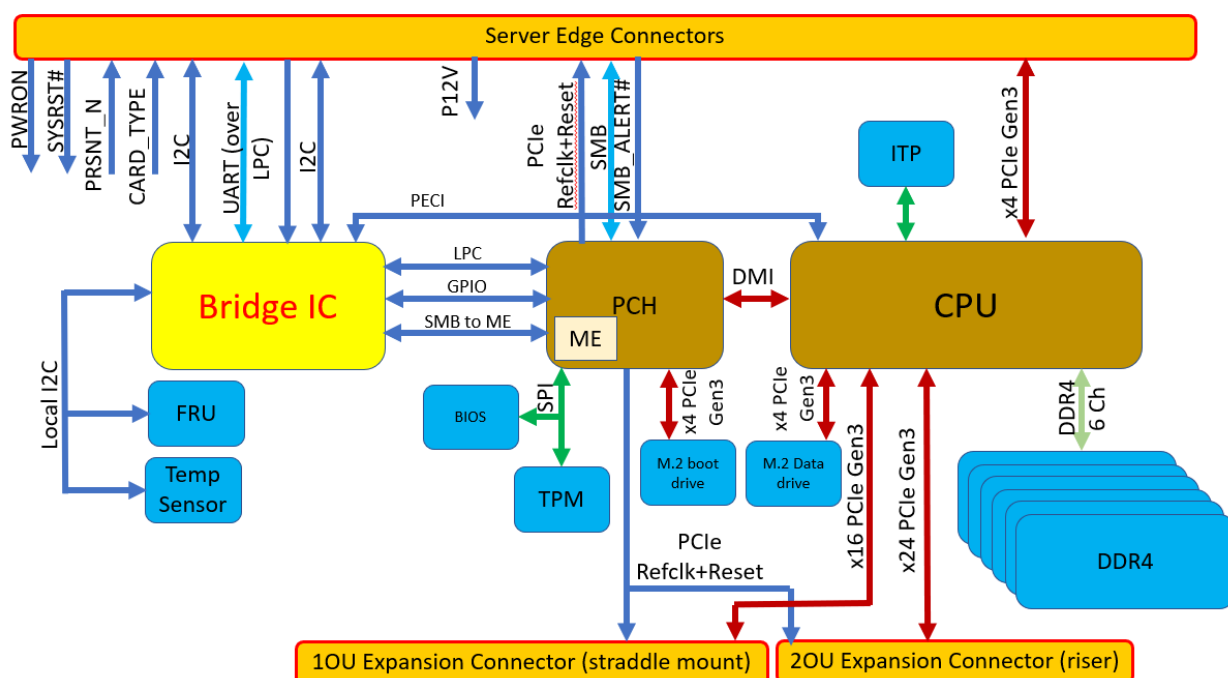 Server Edge Connectors
PWRON
SYSRST#
PRSNT_N
CARD_TYPE
I2C
UART (over
LPC)
I2C
P12V
PCIe
Refclk+Reset
SMB
SMB_ALERT#
x4 PCIe Gen3
ITP
PECI
Bridge IC
LPC
GPIO
SMB to ME
PCH
ME
DMI
CPU
Local I2C
FRU
Temp
Sensor
BIOS
SPI
TPM
x4 PCIe
Gen3
M.2 boot
drive
x4 PCIe
Gen3
M.2 Data
drive
x16 PCIe Gen3
x24 PCIe Gen3
DDR4
6 Ch
DDR4
PCIe
Refclk+Reset
1OU Expansion Connector (straddle mount)
2OU Expansion Connector (riser)